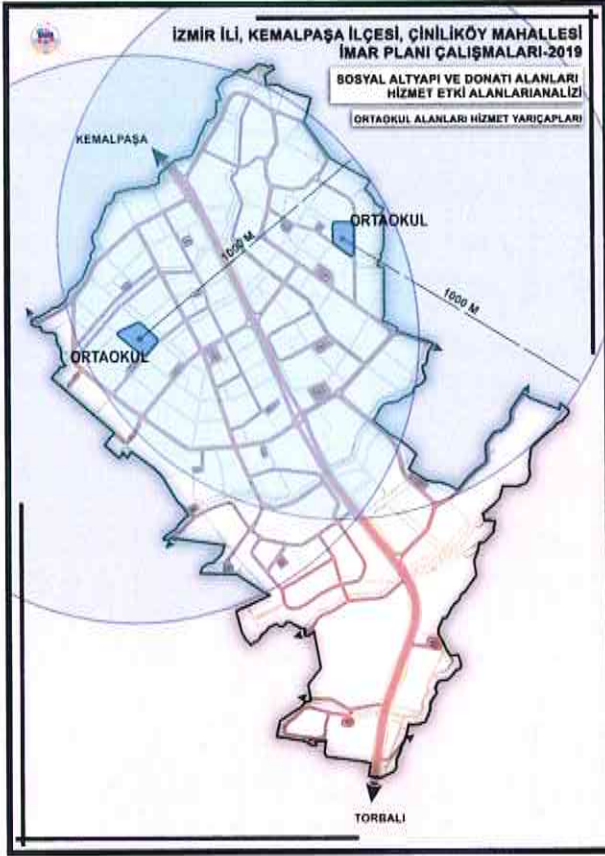 İZMİR İLİ, KEMALPAŞA İLÇESİ, ÇİNİLİKÖY MAHALLESİ
İMAR PLANI ÇALIŞMALARI-2019
SOSYAL ALTYAPI VE DONATI ALANLARI
HİZMET ETKİ ALANLARIANALİZİ
ORTAOKUL ALANLARI HİZMET YARIÇAPLARI
KEMALPAŞA
ORTAOKUL
1000 M
1000 M
ORTAOKUL
TORBALI